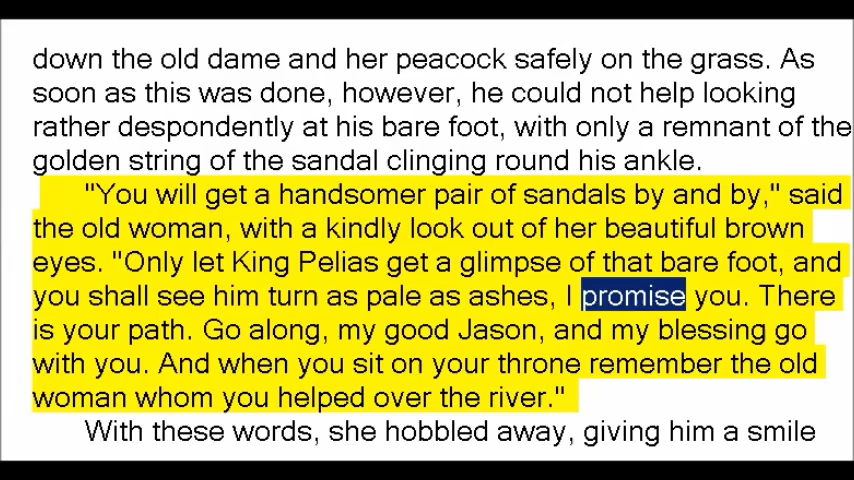 down the old dame and her peacock safely on the grass. As
soon as this was done, however, he could not help looking
rather despondently at his bare foot, with only a remnant of the
golden string of the sandal clinging round his ankle.
"You will get a handsomer pair of sandals by and by," said
the old woman, with a kindly look out of her beautiful brown
eyes. "Only let King Pelias get a glimpse of that bare foot, and
you shall see him turn as pale as ashes, I promise you. There
is your path. Go along, my good Jason, and my blessing go
with you. And when you sit on your throne remember the old
woman whom you helped over the river."
With these words, she hobbled away, giving him a smile